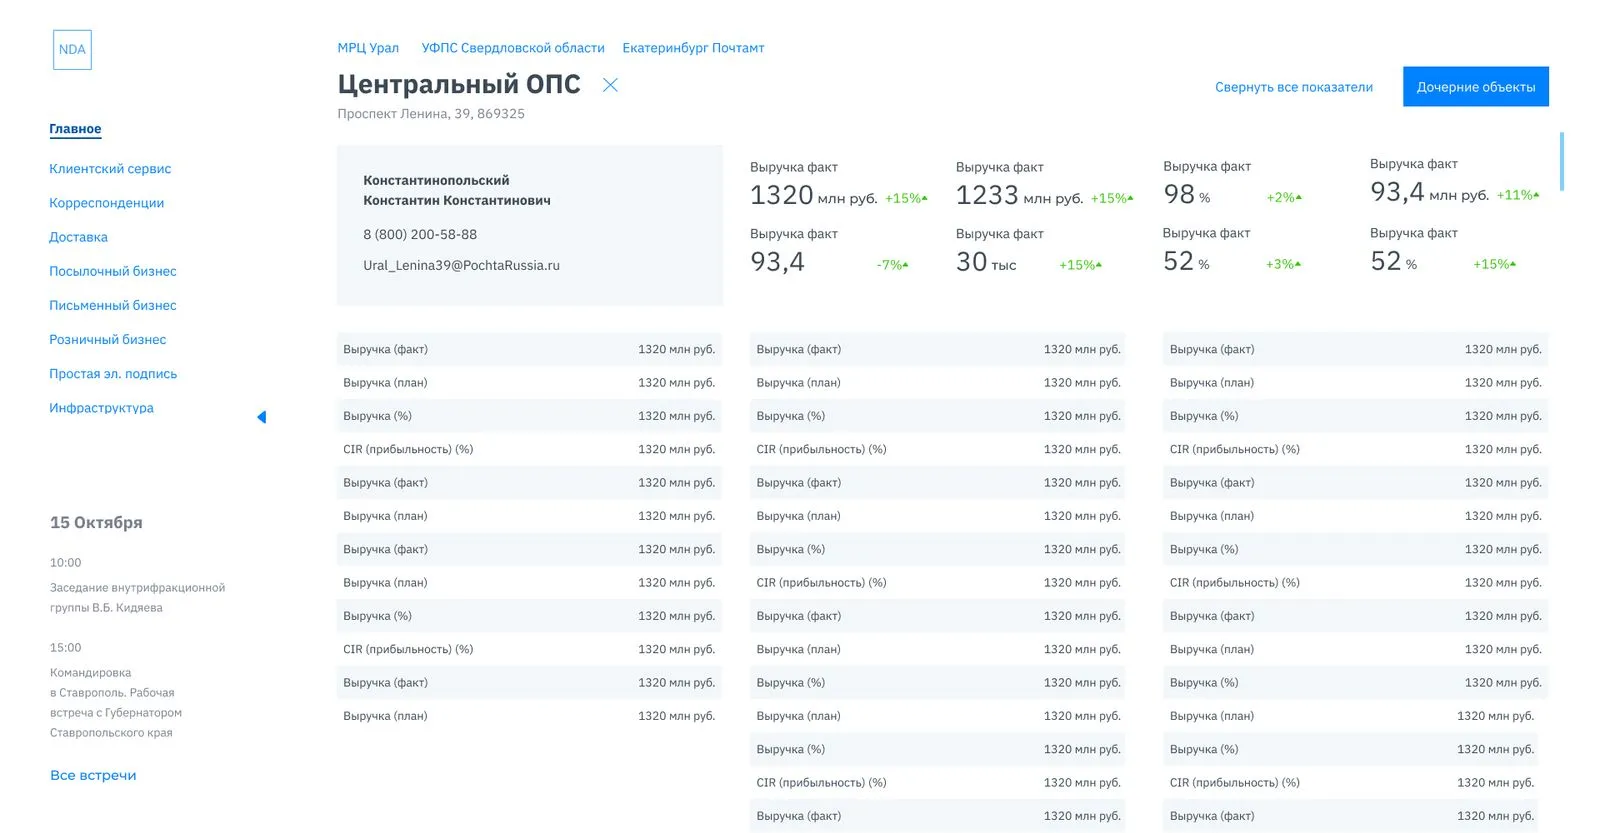 NDA
Главное
Клиентский сервис
Корреспонденции
Доставка
Посылочный бизнес
Письменный бизнес
Розничный бизнес
Простая эл. подпись
Инфраструктура
15 Октября
10:00
Заседание внутрифракционной
группы В.Б. Кидяева
15:00
Командировка
в Ставрополь. Рабочая
встреча с Губернатором
Ставропольского края
Все встречи
МРЦ Урал УФПС Свердловской области Екатеринбург Почтамт
Центральный ОПС
Проспект Ленина, 39, 869325
Свернуть все показатели
Дочерние объекты
Константинопольский
Константин Константинович
8 (800) 200-58-88
Ural_Lenina39@PochtaRussia.ru
Выручка факт
1320 млн руб. +15%
Выручка факт
1233 млн руб. +15%
Выручка факт
98 % +2%
Выручка факт
93,4 млн руб. +11%
Выручка факт
93,4 -7%
Выручка факт
30 тыс +15%
Выручка факт
52 % +3%
Выручка факт
52 % +15%
Выручка (факт) 1320 млн руб.
Выручка (план) 1320 млн руб.
Выручка (%) 1320 млн руб.
CIR (прибыльность) (%) 1320 млн руб.
Выручка (факт) 1320 млн руб.
Выручка (план) 1320 млн руб.
Выручка (факт) 1320 млн руб.
Выручка (план) 1320 млн руб.
Выручка (%) 1320 млн руб.
CIR (прибыльность) (%) 1320 млн руб.
Выручка (факт) 1320 млн руб.
Выручка (план) 1320 млн руб.
Выручка (факт) 1320 млн руб.
Выручка (план) 1320 млн руб.
Выручка (%) 1320 млн руб.
CIR (прибыльность) (%) 1320 млн руб.
Выручка (факт) 1320 млн руб.
Выручка (план) 1320 млн руб.
Выручка (%) 1320 млн руб.
CIR (прибыльность) (%) 1320 млн руб.
Выручка (факт) 1320 млн руб.
Выручка (план) 1320 млн руб.
Выручка (%) 1320 млн руб.
Выручка (план) 1320 млн руб.
Выручка (%) 1320 млн руб.
CIR (прибыльность) (%) 1320 млн руб.
Выручка (факт) 1320 млн руб.
Выручка (факт) 1320 млн руб.
Выручка (план) 1320 млн руб.
Выручка (%) 1320 млн руб.
CIR (прибыльность) (%) 1320 млн руб.
Выручка (факт) 1320 млн руб.
Выручка (план) 1320 млн руб.
Выручка (%) 1320 млн руб.
CIR (прибыльность) (%) 1320 млн руб.
Выручка (факт) 1320 млн руб.
Выручка (план) 1320 млн руб.
Выручка (%) 1320 млн руб.
Выручка (план) 1320 млн руб.
Выручка (%) 1320 млн руб.
CIR (прибыльность) (%) 1320 млн руб.
Выручка (факт) 1320 млн руб.